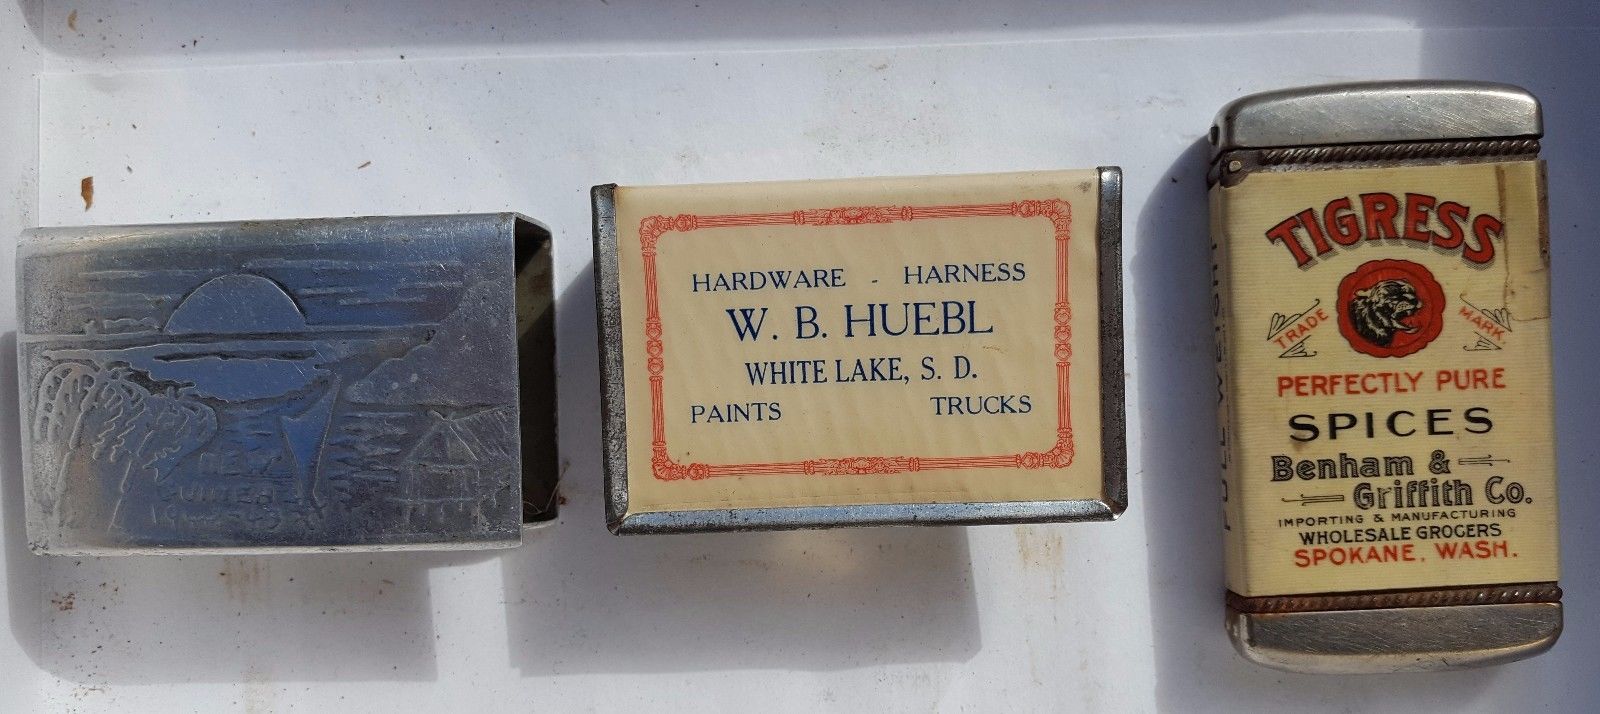 HARDWARE - HARNESS
W. B. HUEBL
WHITE LAKE, S. D.
PAINTS TRUCKS
TIGRESS
TRADE MARK
PERFECTLY PURE
SPICES
Benham &
Griffith Co.
IMPORTING & MANUFACTURING
WHOLESALE GROCERS
SPOKANE, WASH.
FULL WEIGHT